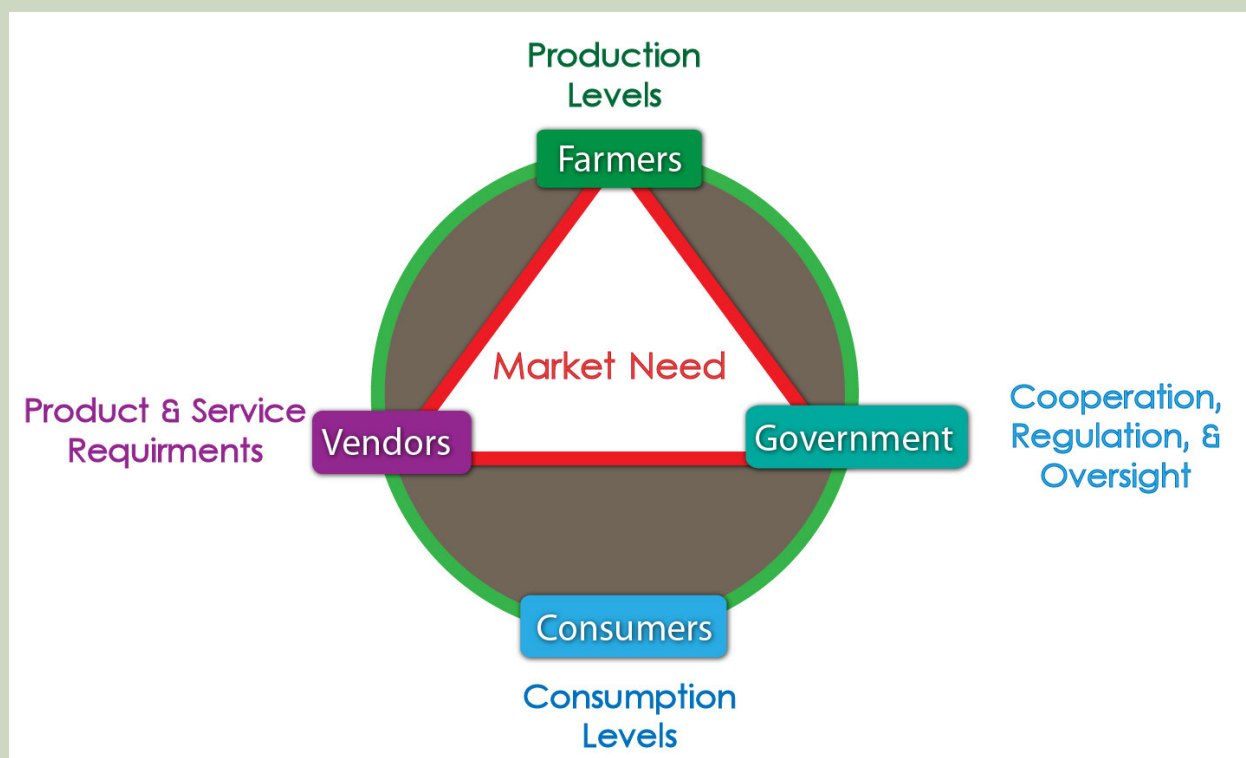 Production
Levels
Farmers
Market Need
Product & Service
Requirments
Vendors
Government
Cooperation,
Regulation, &
Oversight
Consumers
Consumption
Levels